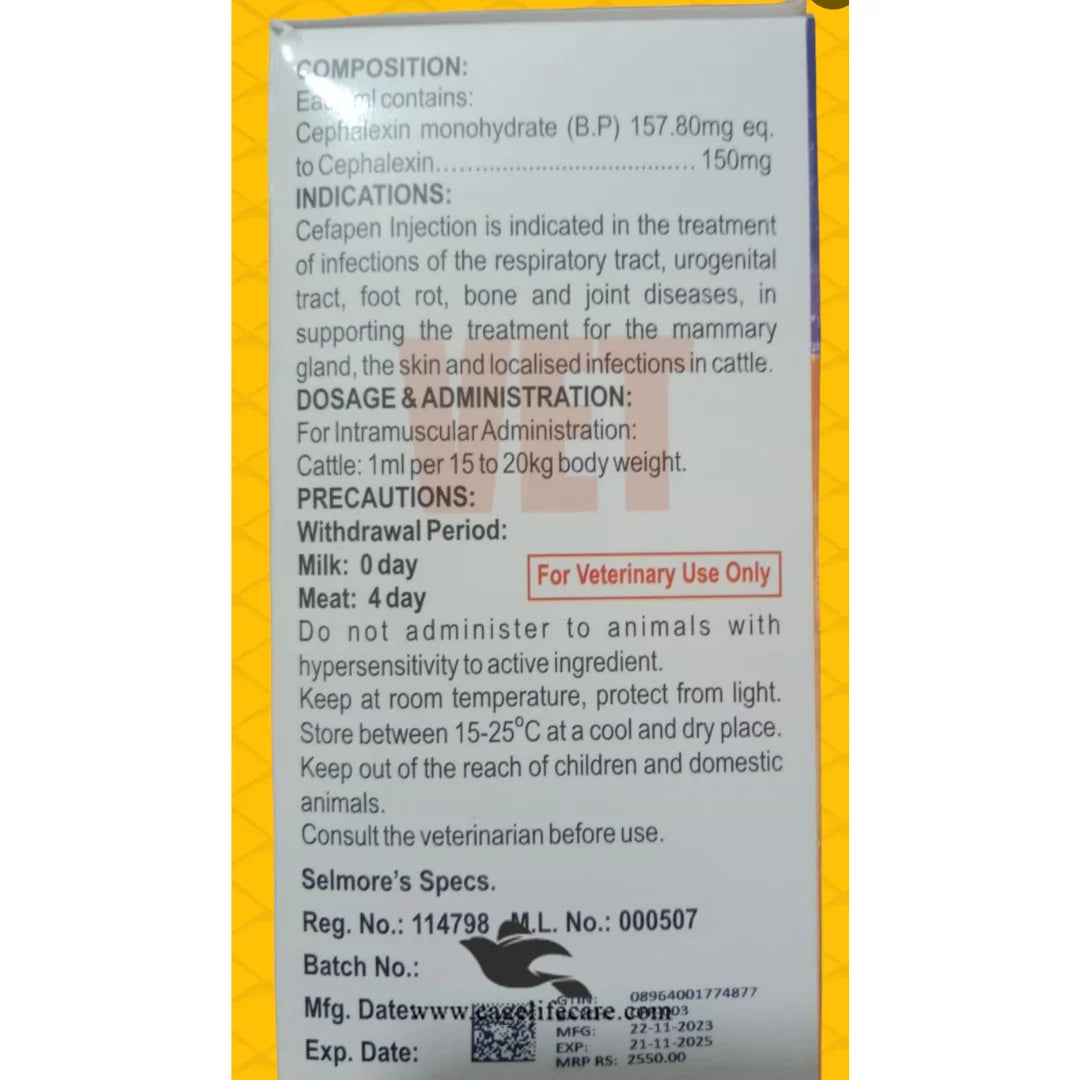 COMPOSITION:
Each ml contains:
Cephalexin monohydrate (B.P) 157.80mg eq.
to Cephalexin.......................................... 150mg
INDICATIONS:
Cefapen Injection is indicated in the treatment
of infections of the respiratory tract, urogenital
tract, foot rot, bone and joint diseases, in
supporting the treatment for the mammary
gland, the skin and localised infections in cattle.
DOSAGE & ADMINISTRATION:
For Intramuscular Administration:
Cattle: 1ml per 15 to 20kg body weight.
PRECAUTIONS:
Withdrawal Period:
Milk: 0 day
Meat: 4 day
For Veterinary Use Only
VET
Do not administer to animals with
hypersensitivity to active ingredient.
Keep at room temperature, protect from light.
Store between 15-25°C at a cool and dry place.
Keep out of the reach of children and domestic
animals.
Consult the veterinarian before use.
Selmore's Specs.
Reg. No.: 114798 M.L. No.: 000507
Batch No.:
Mfg. Date
www.cagelifecare.com
Exp. Date:
GTIN: 08964001774877
MFG: 22-11-2023
EXP: 21-11-2025
MRP RS: 2550.00